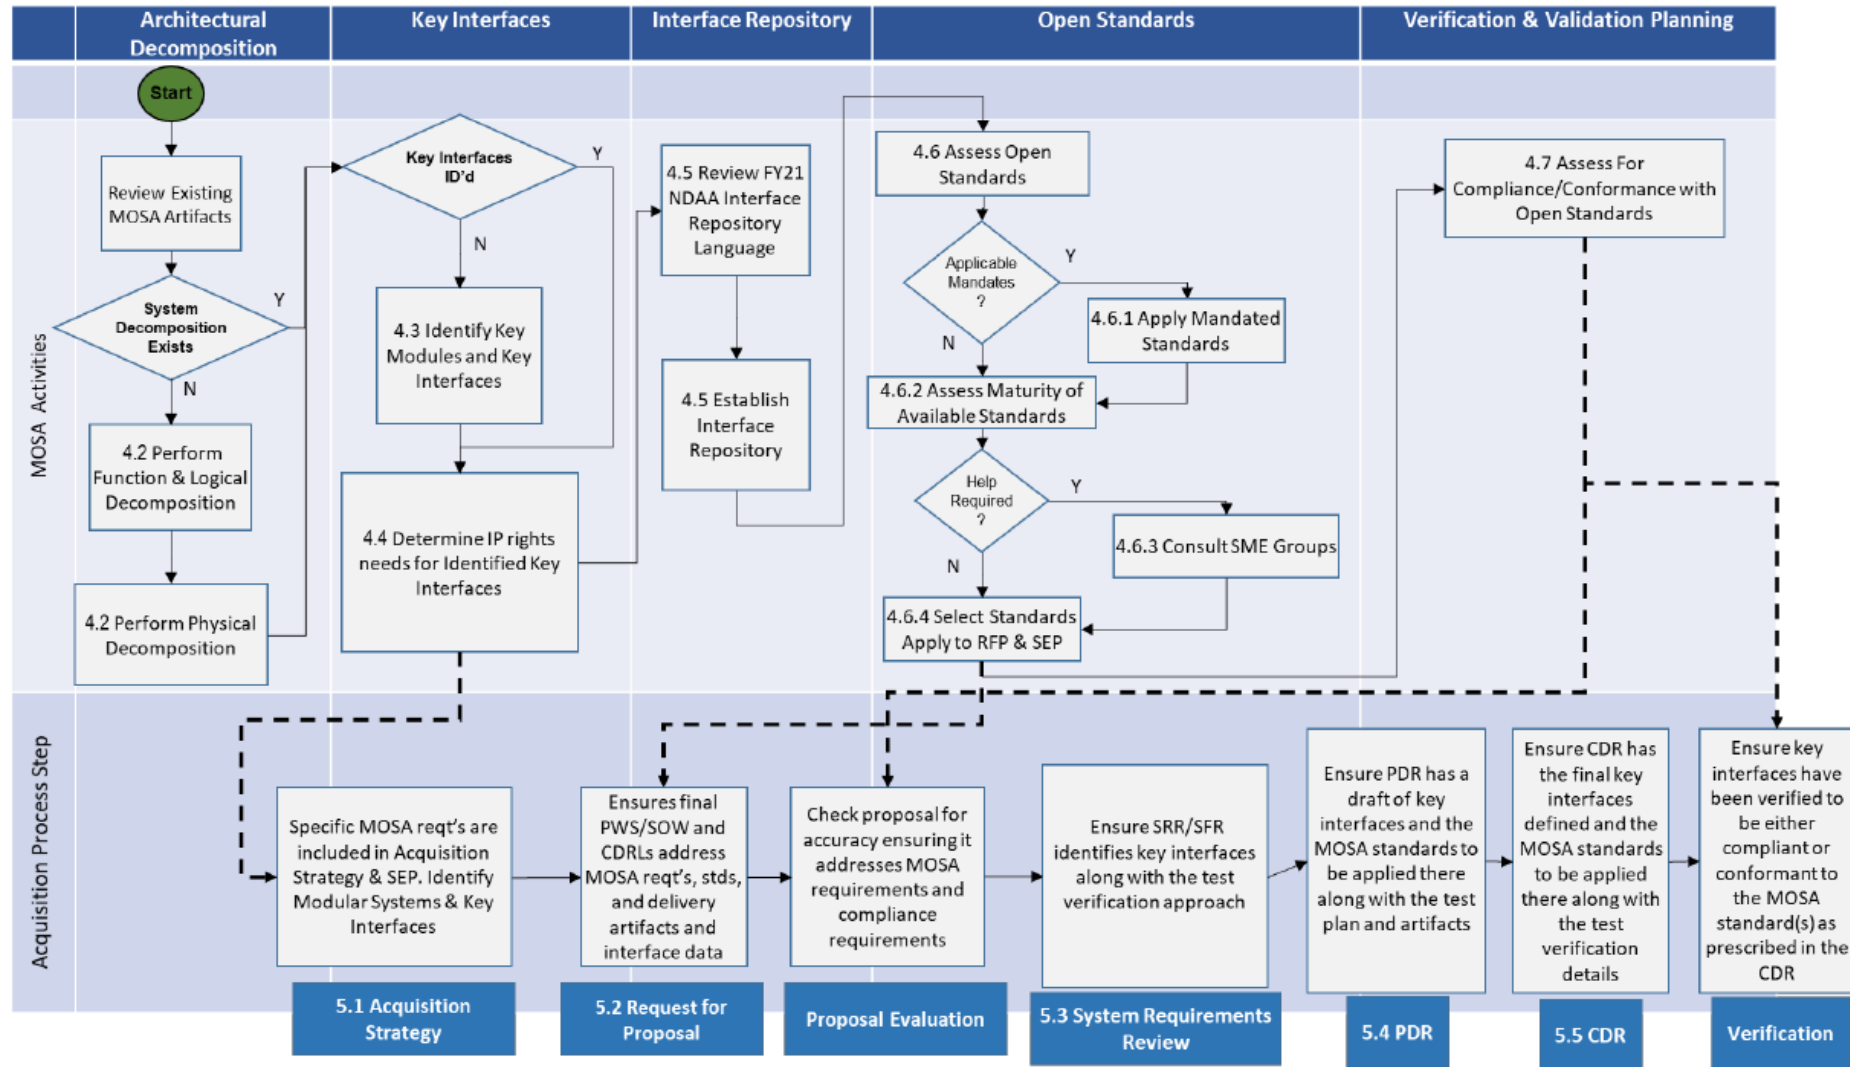 Architectural
Decomposition
Key Interfaces
Interface Repository
Open Standards
Verification & Validation Planning
MOSA Activities
Start
Review Existing
MOSA Artifacts
System
Decomposition
Exists
Y
N
4.2 Perform
Function & Logical
Decomposition
4.2 Perform Physical
Decomposition
Key Interfaces
ID'd
Y
N
4.3 Identify Key
Modules and Key
Interfaces
4.4 Determine IP rights
needs for Identified Key
Interfaces
4.5 Review FY21
NDAA Interface
Repository
Language
4.5 Establish
Interface
Repository
4.6 Assess Open
Standards
Applicable
Mandates
?
Y
N
4.6.1 Apply Mandated
Standards
4.6.2 Assess Maturity of
Available Standards
Help
Required
?
Y
N
4.6.3 Consult SME Groups
4.6.4 Select Standards
Apply to RFP & SEP
4.7 Assess For
Compliance/Conformance with
Open Standards
Acquisition Process Step
Specific MOSA reqt's are
included in Acquisition
Strategy & SEP. Identify
Modular Systems & Key
Interfaces
Ensures final
PWS/SOW and
CDRLs address
MOSA reqt's, stds,
and delivery
artifacts and
interface data
Check proposal for
accuracy ensuring it
addresses MOSA
requirements and
compliance
requirements
Ensure SRR/SFR
identifies key interfaces
along with the test
verification approach
Ensure PDR has a
draft of key
interfaces and the
MOSA standards to
be applied there
along with the test
plan and artifacts
Ensure CDR has
the final key
interfaces
defined and the
MOSA standards
to be applied
there along with
the test
verification
details
Ensure key
interfaces have
been verified to
be either
compliant or
conformant to
the MOSA
standard(s) as
prescribed in the
CDR
5.1 Acquisition
Strategy
5.2 Request for
Proposal
Proposal Evaluation
5.3 System Requirements
Review
5.4 PDR
5.5 CDR
Verification